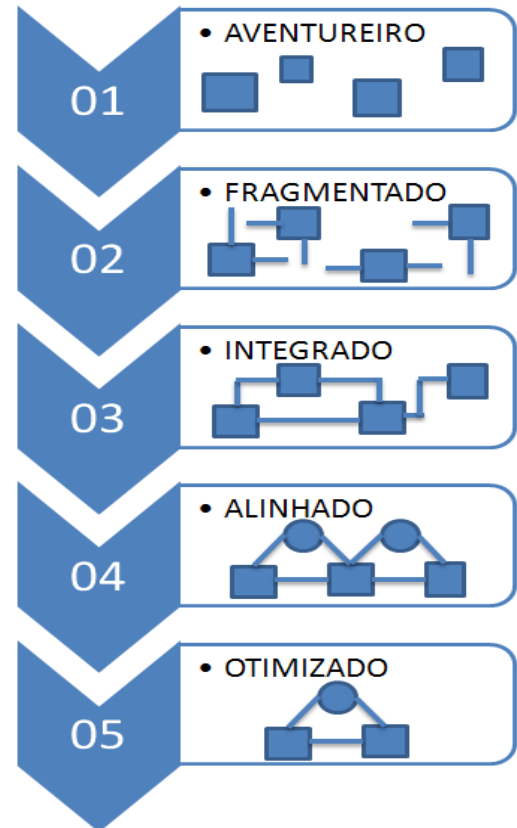 01
• AVENTUREIRO
02
• FRAGMENTADO
03
• INTEGRADO
04
• ALINHADO
05
• OTIMIZADO